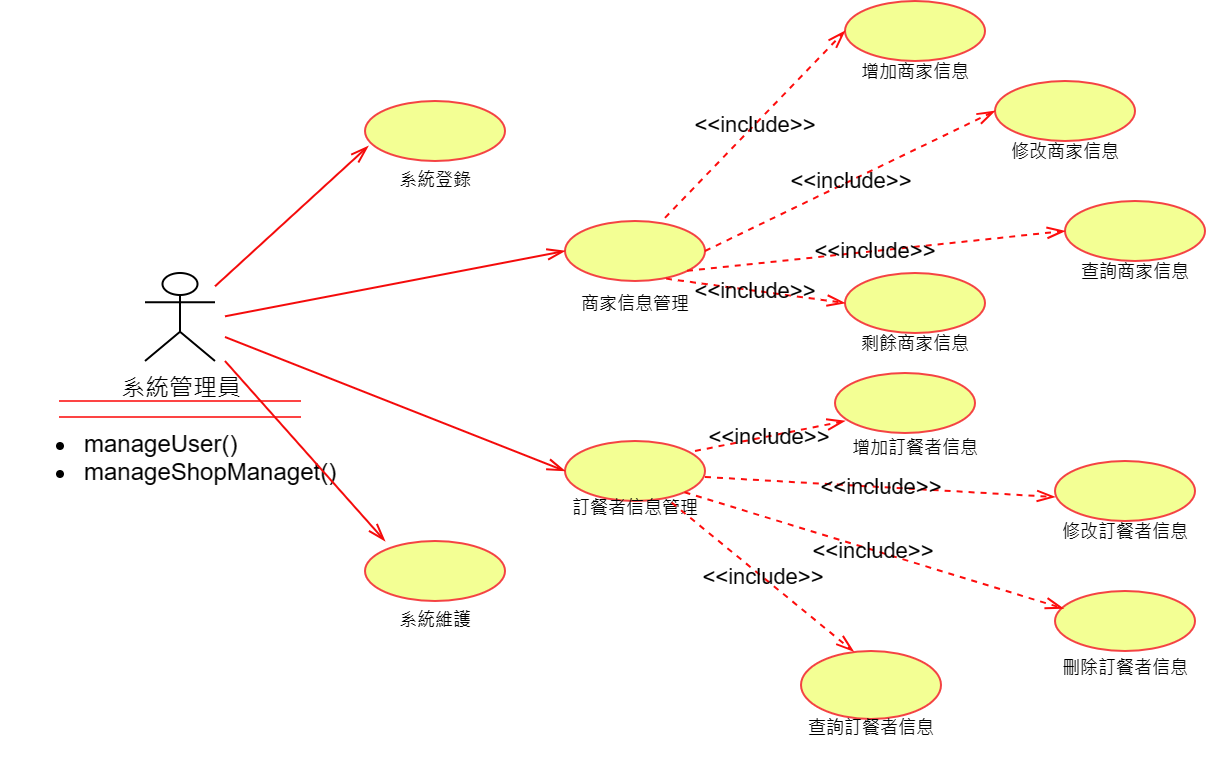 增加商家信息
<<include>>
修改商家信息
系統登錄
<<include>>
<<include>>
查詢商家信息
<<include>>
商家信息管理
剩餘商家信息
系統管理員
manageUser()
manageShopManaget()
<<include>>
增加訂餐者信息
<<include>>
訂餐者信息管理
修改訂餐者信息
<<include>>
<<include>>
系統維護
刪除訂餐者信息
查詢訂餐者信息